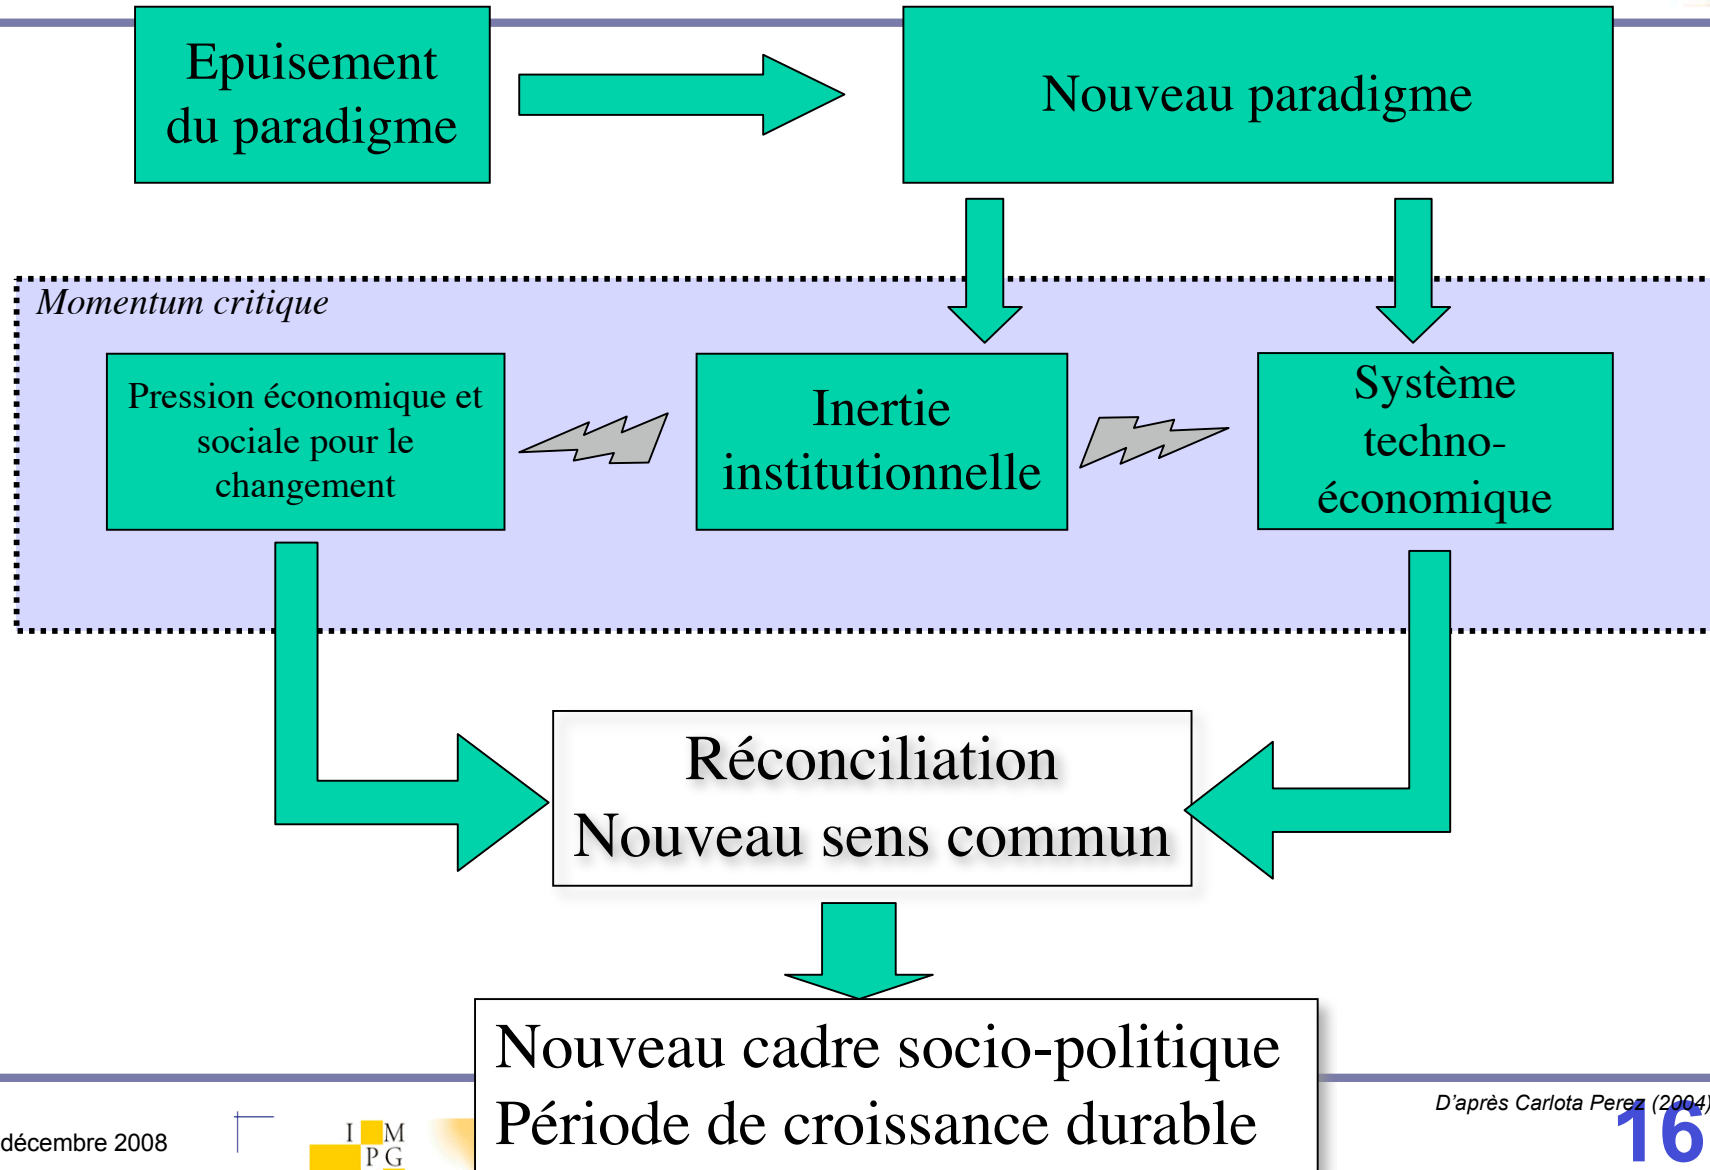 Epuisement
du paradigme
Nouveau paradigme
Momentum critique
Pression économique et
sociale pour le
changement
Inertie
institutionnelle
Système
techno-
économique
Réconciliation
Nouveau sens commun
Nouveau cadre socio-politique
Période de croissance durable
D'après Carlota Perez (2004)
16
décembre 2008
I M
P G